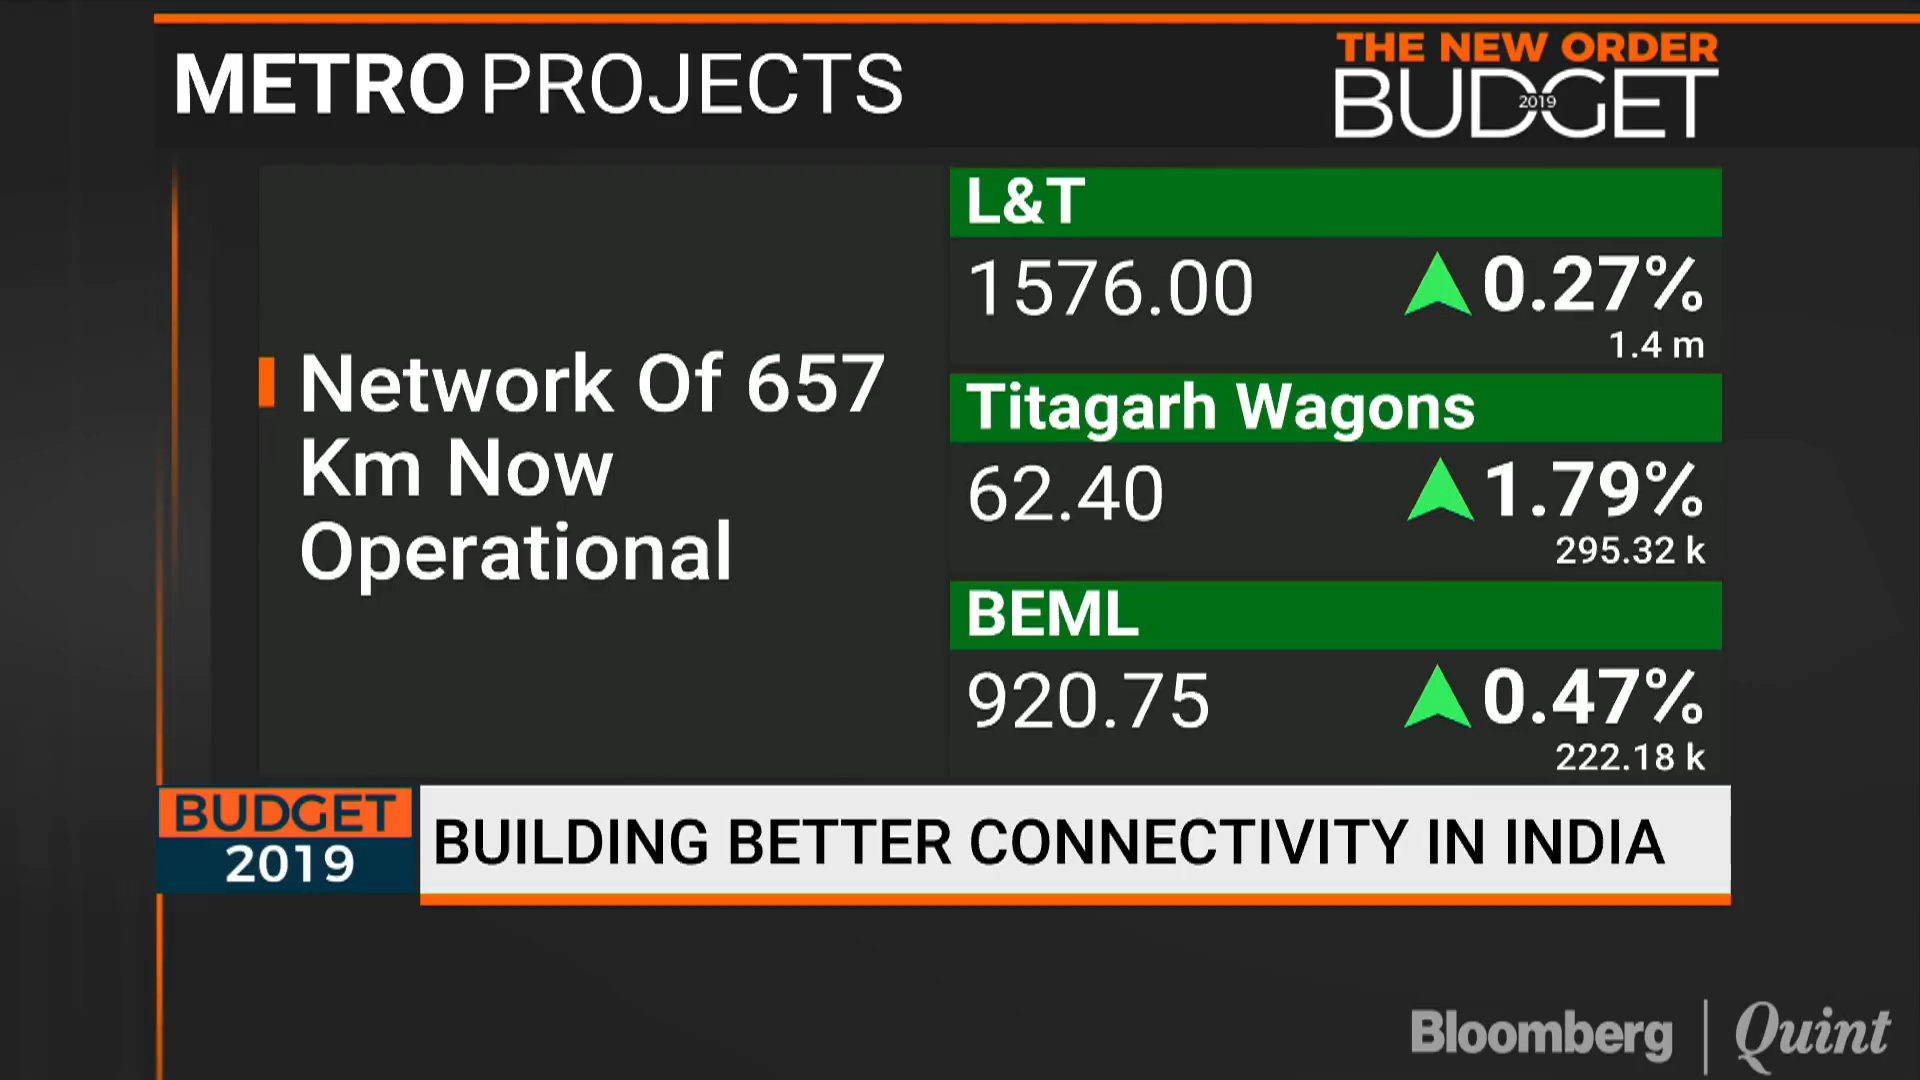 METRO PROJECTS
THE NEW ORDER
BUDGET
2019
Network Of 657
Km Now
Operational
L&T
1576.00 0.27%
1.4 m
Titagarh Wagons
62.40 1.79%
295.32 k
BEML
920.75 0.47%
222.18 k
BUDGET
2019
BUILDING BETTER CONNECTIVITY IN INDIA
Bloomberg | Quint